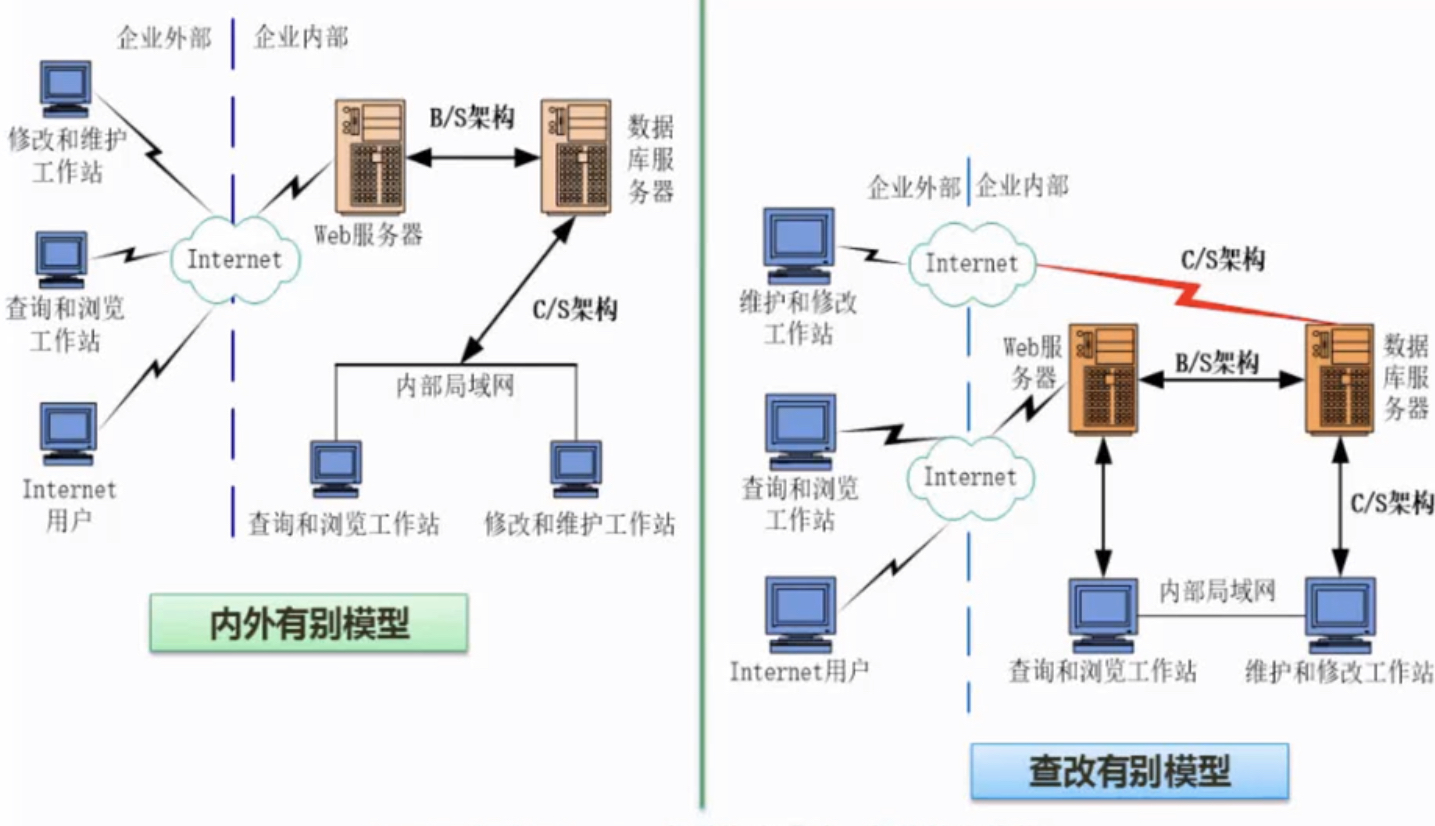 企业外部
企业内部
修改和维护
工作站
B/S架构
数据
库服
务器
Web服务器
Internet
查询和浏览
工作站
C/S架构
内部局域网
Internet
用户
查询和浏览工作站
修改和维护工作站
内外有别模型
企业外部
企业内部
Internet
C/S架构
维护和修改
工作站
Web服
务器
B/S架构
数据
库服
务器
查询和浏览
工作站
Internet
C/S架构
内部局域网
Internet用户
查询和浏览工作站
维护和修改工作站
查改有别模型